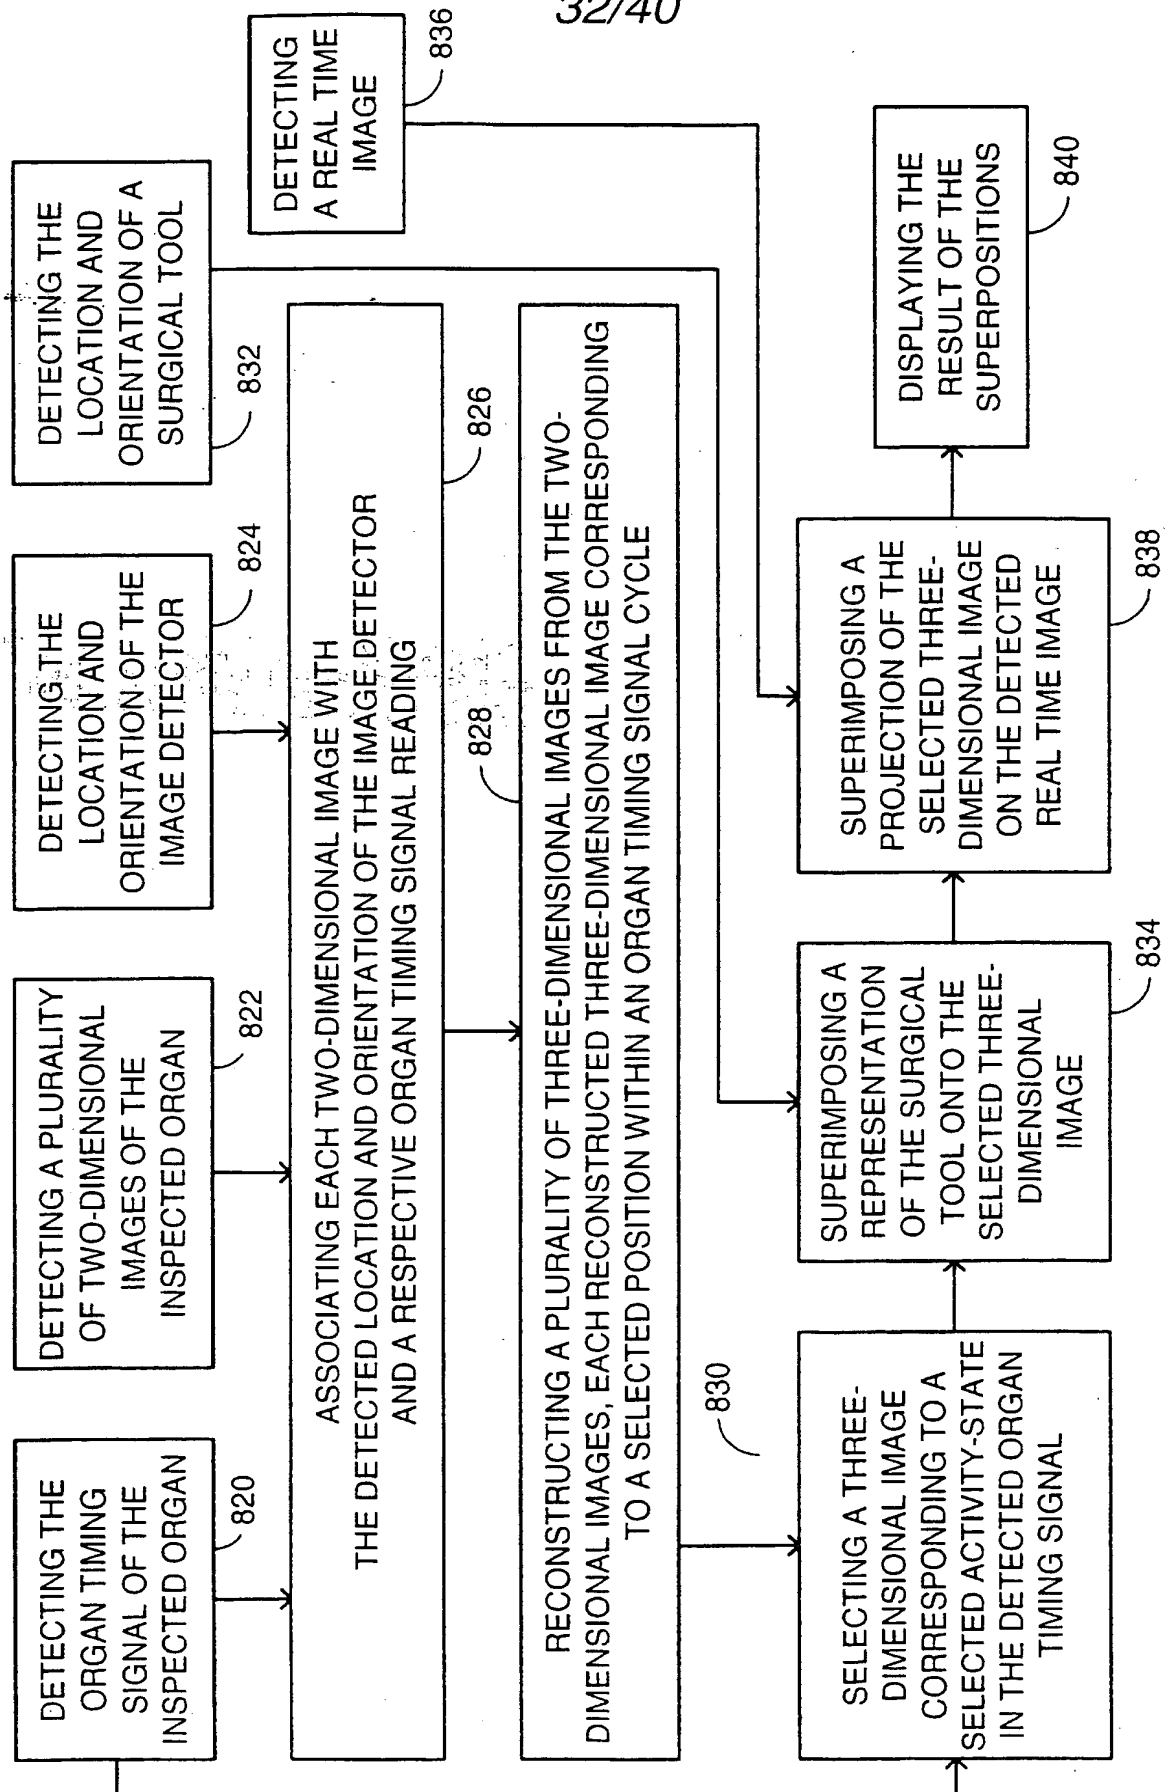 32/40
DETECTING THE
ORGAN TIMING
SIGNAL OF THE
INSPECTED ORGAN
820
DETECTING A PLURALITY
OF TWO-DIMENSIONAL
IMAGES OF THE
INSPECTED ORGAN
822
DETECTING THE
LOCATION AND
ORIENTATION OF THE
IMAGE DETECTOR
824
DETECTING THE
LOCATION AND
ORIENTATION OF A
SURGICAL TOOL
832
DETECTING
A REAL TIME
IMAGE
836
ASSOCIATING EACH TWO-DIMENSIONAL IMAGE WITH
THE DETECTED LOCATION AND ORIENTATION OF THE IMAGE DETECTOR
AND A RESPECTIVE ORGAN TIMING SIGNAL READING
826
828
RECONSTRUCTING A PLURALITY OF THREE-DIMENSIONAL IMAGES FROM THE TWO-
DIMENSIONAL IMAGES, EACH RECONSTRUCTED THREE-DIMENSIONAL IMAGE CORRESPONDING
TO A SELECTED POSITION WITHIN AN ORGAN TIMING SIGNAL CYCLE
830
SELECTING A THREE-
DIMENSIONAL IMAGE
CORRESPONDING TO A
SELECTED ACTIVITY-STATE
IN THE DETECTED ORGAN
TIMING SIGNAL
SUPERIMPOSING A
REPRESENTATION
OF THE SURGICAL
TOOL ONTO THE
SELECTED THREE-
DIMENSIONAL
IMAGE
834
SUPERIMPOSING A
PROJECTION OF THE
SELECTED THREE-
DIMENSIONAL IMAGE
ON THE DETECTED
REAL TIME IMAGE
838
DISPLAYING THE
RESULT OF THE
SUPERPOSITIONS
840